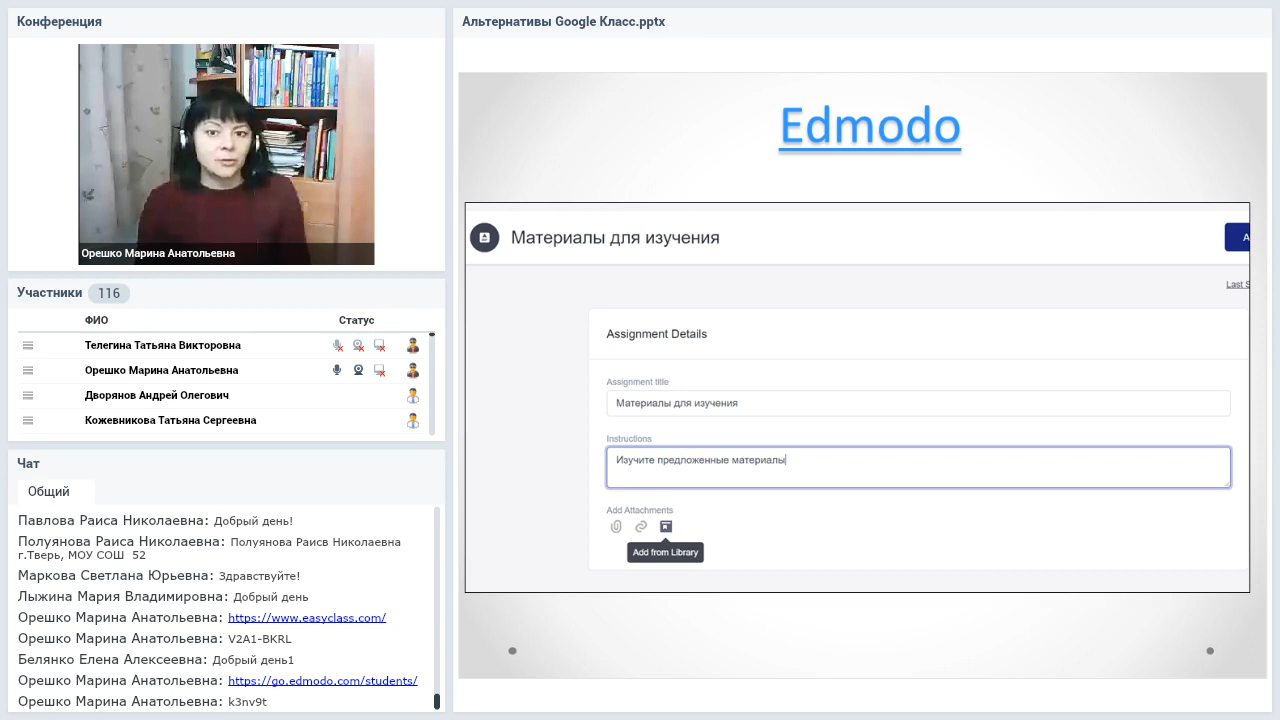 Конференция
Орешко Марина Анатольевна
Участники 116
ФИО Статус
Телегина Татьяна Викторовна
Орешко Марина Анатольевна
Дворянов Андрей Олегович
Кожевникова Татьяна Сергеевна
Чат
Общий
Павлова Раиса Николаевна: Добрый день!
Полуянова Раиса Николаевна: Полуянова Раисв Николаевна
г.Тверь, МОУ СОШ 52
Маркова Светлана Юрьевна: Здравствуйте!
Лыжина Мария Владимировна: Добрый день
Орешко Марина Анатольевна: https://www.easyclass.com/
Орешко Марина Анатольевна: V2A1-BKRL
Белянко Елена Алексеевна: Добрый день1
Орешко Марина Анатольевна: https://go.edmodo.com/students/
Орешко Марина Анатольевна: k3nv9t
Альтернативы Google Класс.pptx
Edmodo
Материалы для изучения
A
Last S
Assignment Details
Assignment title
Материалы для изучения
Instructions
Изучите предложенные материалы
Add Attachments
Add from Library